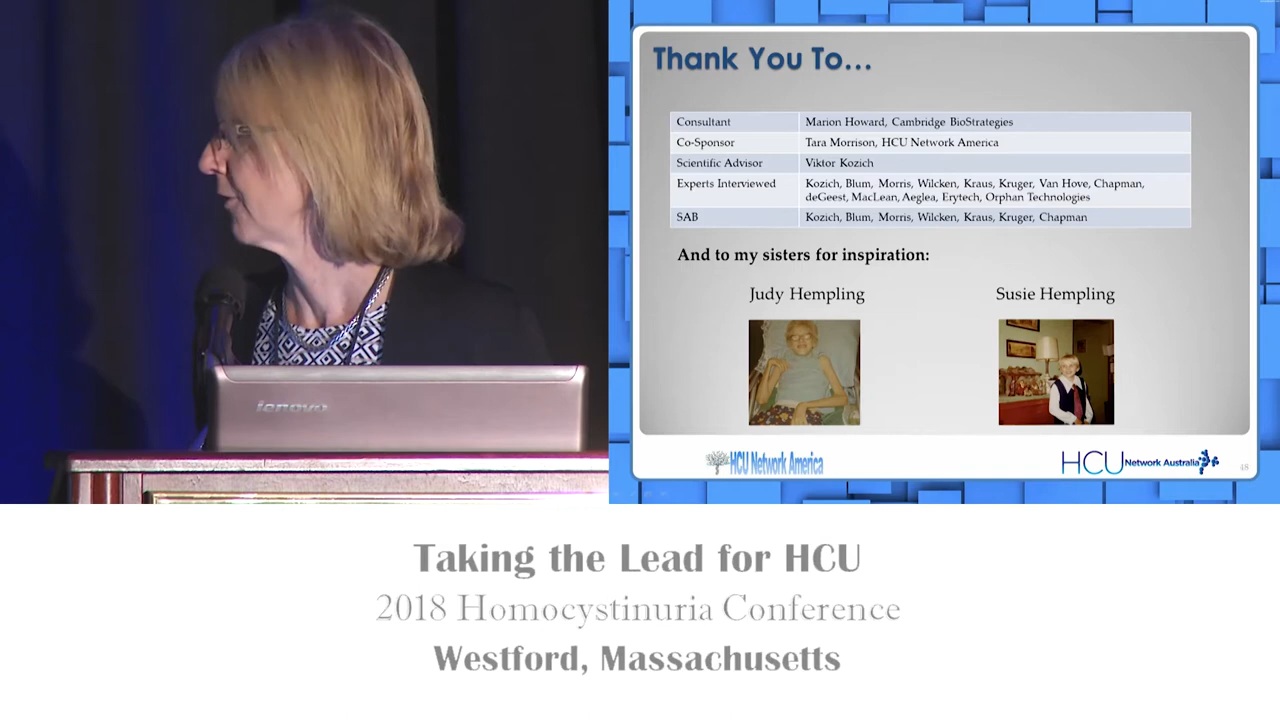 lenovo
Thank You To...
Consultant Marion Howard, Cambridge BioStrategies
Co-Sponsor Tara Morrison, HCU Network America
Scientific Advisor Viktor Kozich
Experts Interviewed Kozich, Blum, Morris, Wilcken, Kraus, Kruger, Van Hove, Chapman,
deGeest, MacLean, Aeglea, Erytech, Orphan Technologies
SAB Kozich, Blum, Morris, Wilcken, Kraus, Kruger, Chapman
And to my sisters for inspiration:
Judy Hempling Susie Hempling
HCU Network America HCU Network Australia 48
Taking the Lead for HCU
2018 Homocystinuria Conference
Westford, Massachusetts